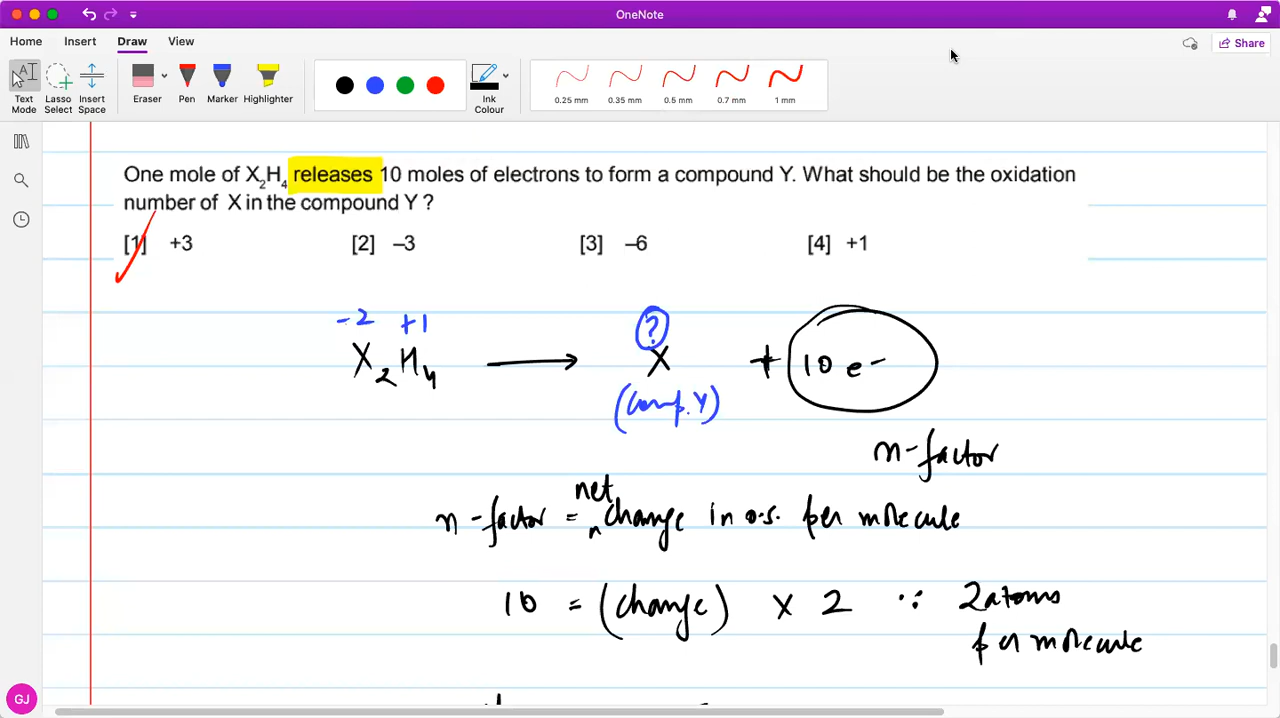 OneNote
Home Insert Draw View
Share
Text Mode
Lasso Select
Insert Space
Eraser
Pen
Marker
Highlighter
Ink Colour
0.25 mm 0.35 mm 0.5 mm 0.7 mm 1 mm
One mole of X2H4 releases 10 moles of electrons to form a compound Y. What should be the oxidation
number of X in the compound Y ?
[1] +3 [2] –3 [3] –6 [4] +1
-2 +1 ?
X2H4 ⟶ X + 10 e-
(comp. Y)
n-factor
n-factor = net change in o.s. per molecule
10 = (change) × 2 ∵ 2 atoms
per molecule
GJ